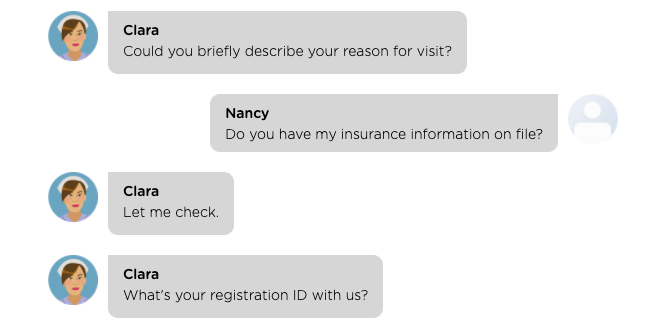 Clara
Could you briefly describe your reason for visit?
Nancy
Do you have my insurance information on file?
Clara
Let me check.
Clara
What's your registration ID with us?